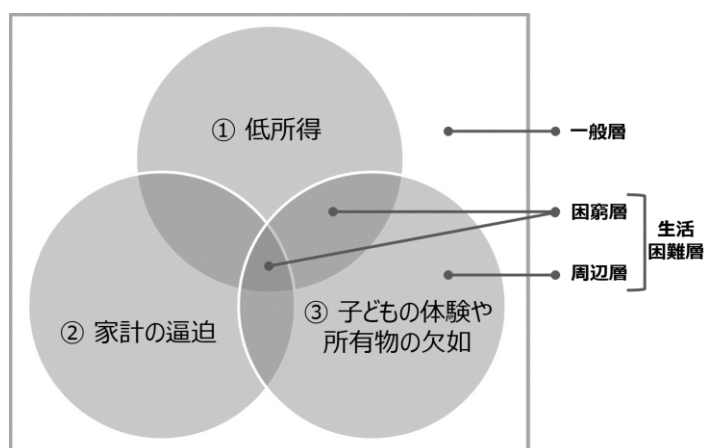 ① 低所得
一般層
困窮層
生活
困難層
周辺層
② 家計の逼迫
③ 子どもの体験や
所有物の欠如